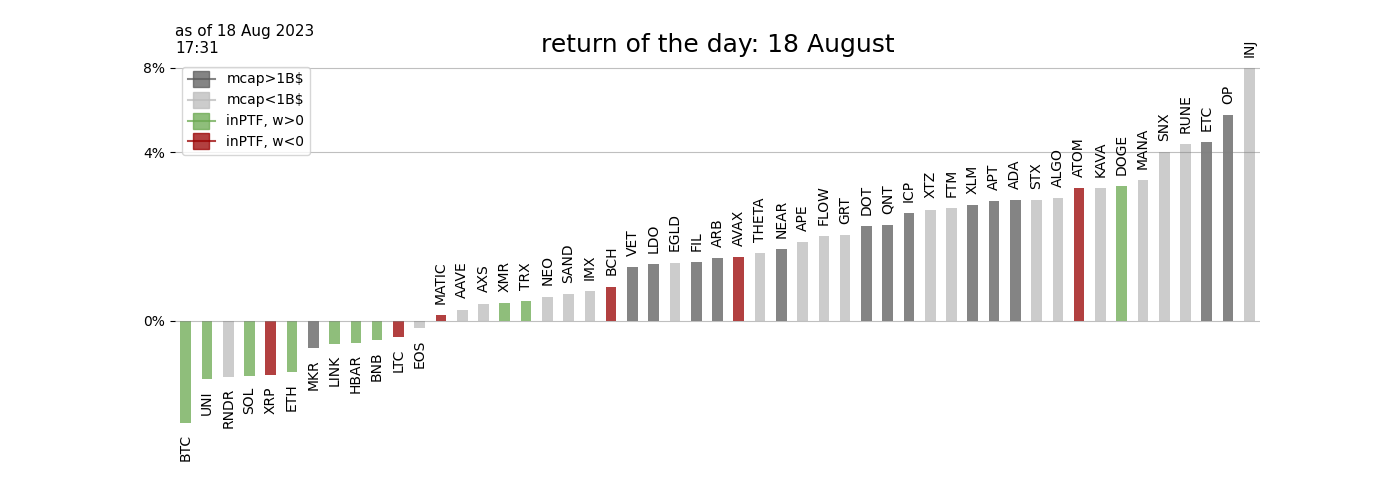 as of 18 Aug 2023
17:31
return of the day: 18 August
8%
4%
0%
mcap>1B$
mcap<1B$
inPTF, w>0
inPTF, w<0
BTC
UNI
RNDR
SOL
XRP
ETH
MKR
LINK
HBAR
BNB
LTC
EOS
MATIC
AAVE
AXS
XMR
TRX
NEO
SAND
IMX
BCH
VET
LDO
EGLD
FIL
ARB
AVAX
THETA
NEAR
APE
FLOW
GRT
DOT
QNT
ICP
XTZ
FTM
XLM
APT
ADA
STX
ALGO
ATOM
KAVA
DOGE
MANA
SNX
RUNE
ETC
OP
INJ